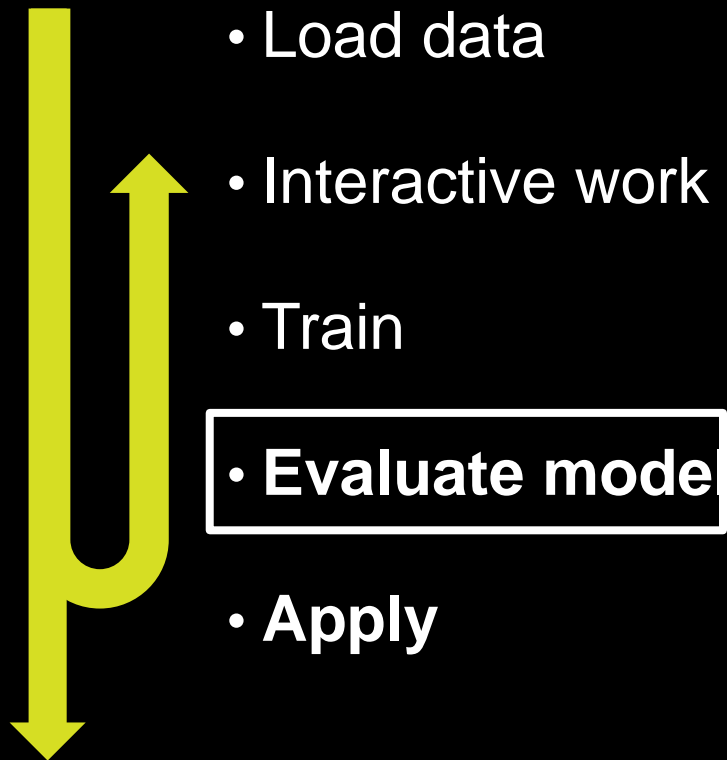 • Load data
• Interactive work
• Train
• Evaluate model
• Apply